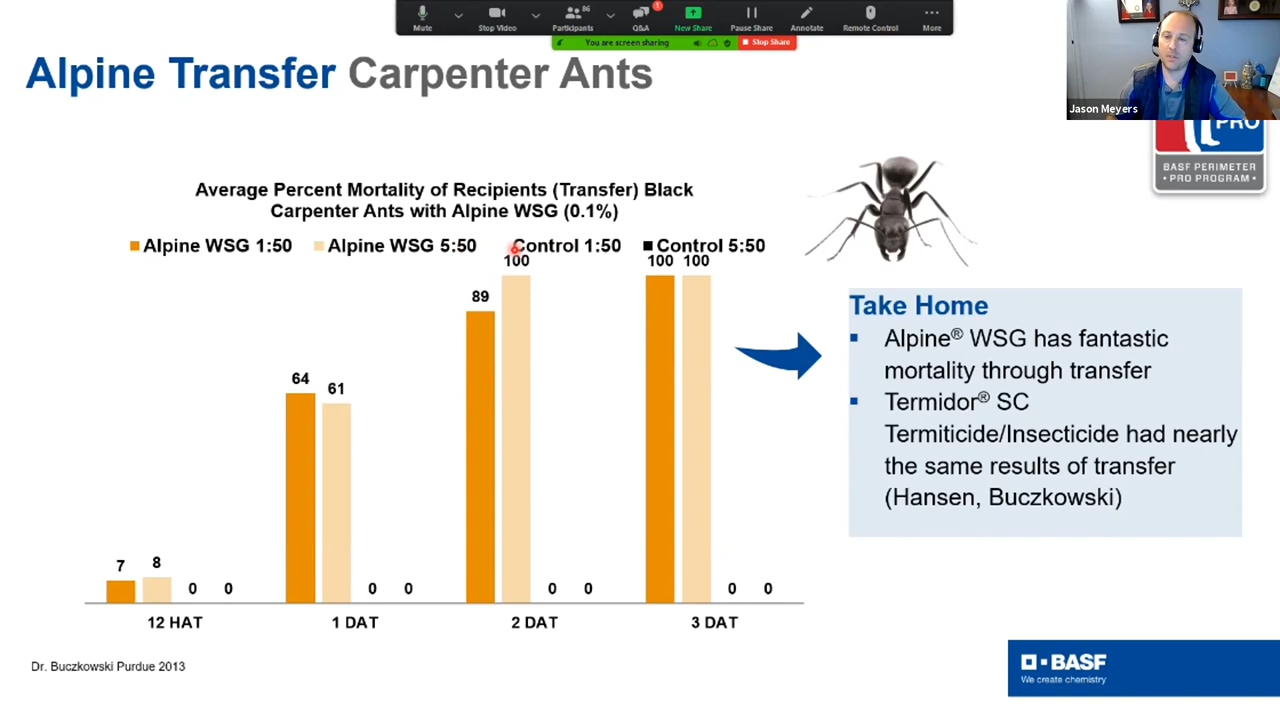 86
1
Mute
Stop Video
Participants
Q&A
New Share
Pause Share
Annotate
Remote Control
More
You are screen sharing
Stop Share
Jason Meyers
Alpine Transfer Carpenter Ants
PRO
BASF PERIMETER
• PRO PROGRAM •
Average Percent Mortality of Recipients (Transfer) Black
Carpenter Ants with Alpine WSG (0.1%)
Alpine WSG 1:50 Alpine WSG 5:50 Control 1:50 Control 5:50
100 100 100
89
64 61
7 8 0 0 0 0 0 0 0 0
12 HAT 1 DAT 2 DAT 3 DAT
Take Home
▪ Alpine® WSG has fantastic
mortality through transfer
▪ Termidor® SC
Termiticide/Insecticide had nearly
the same results of transfer
(Hansen, Buczkowski)
Dr. Buczkowski Purdue 2013
BASF
We create chemistry